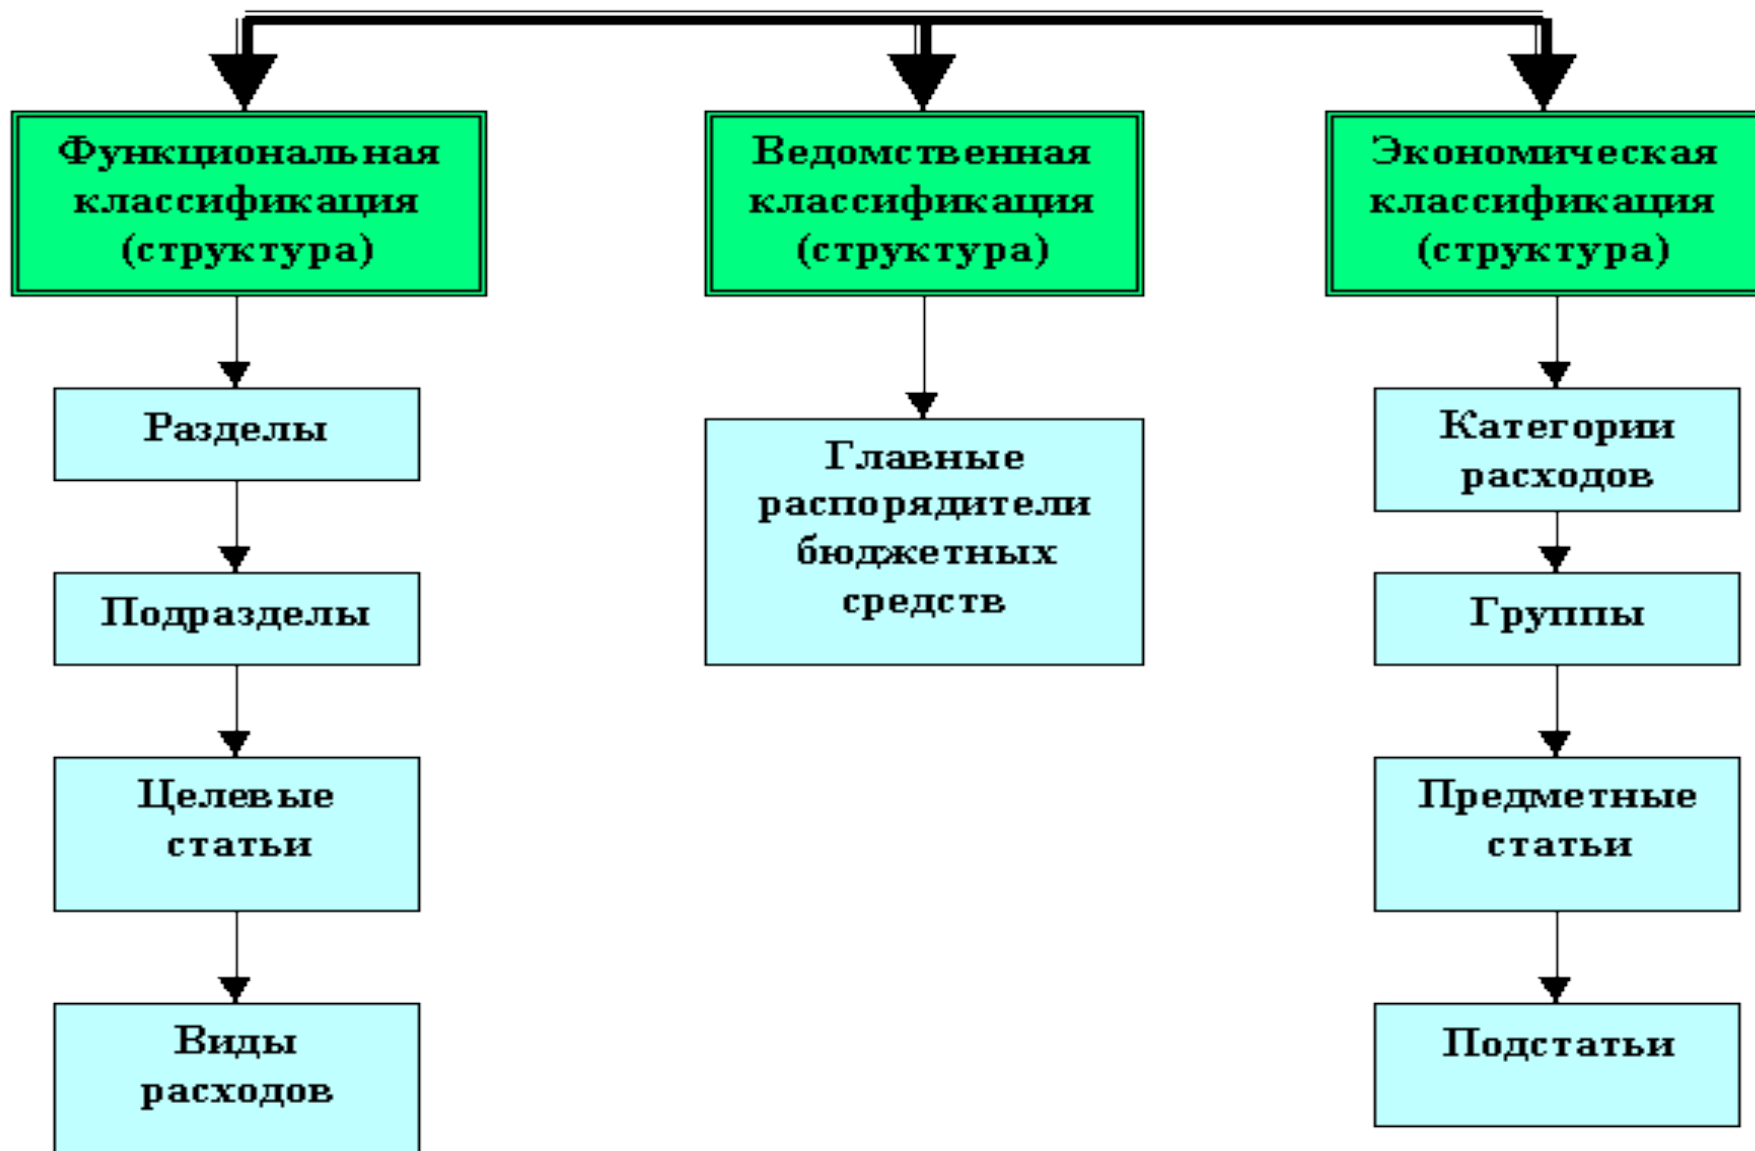 Функциональная
классификация
(структура)
Разделы
Подразделы
Целевые
статьи
Виды
расходов
Ведомственная
классификация
(структура)
Главные
распорядители
бюджетных
средств
Экономическая
классификация
(структура)
Категории
расходов
Группы
Предметные
статьи
Подстатьи